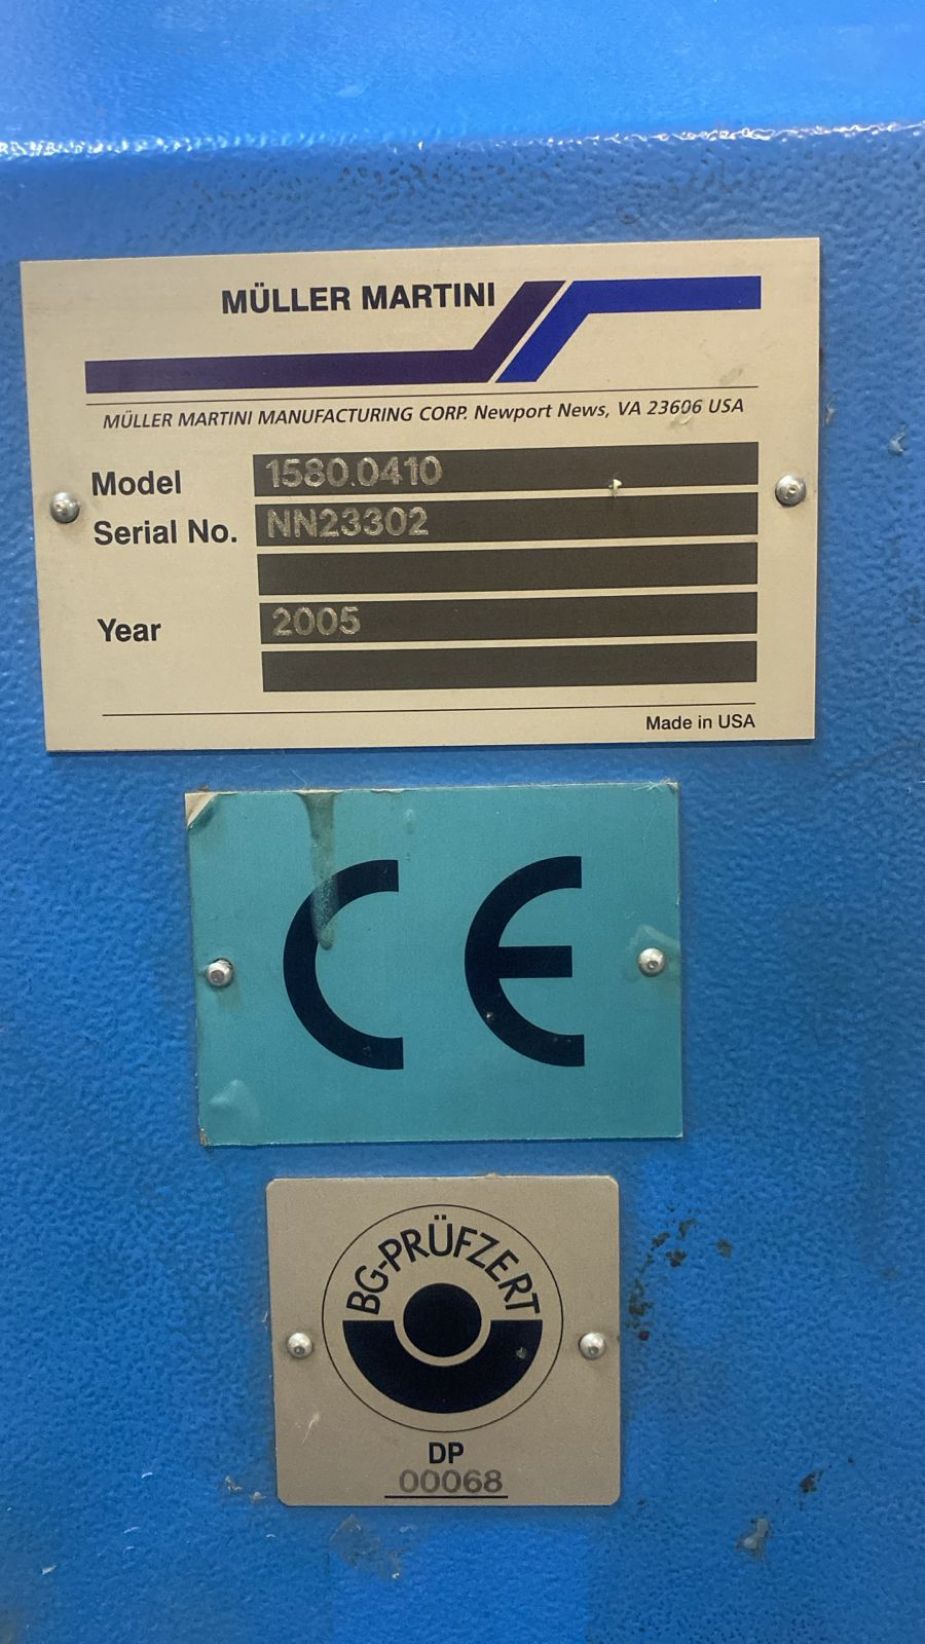 MÜLLER MARTINI
MÜLLER MARTINI MANUFACTURING CORP. Newport News, VA 23606 USA
Model 1580.0410
Serial No. NN23302
Year 2005
Made in USA
CE
BG-PRÜFZERT
DP
00068